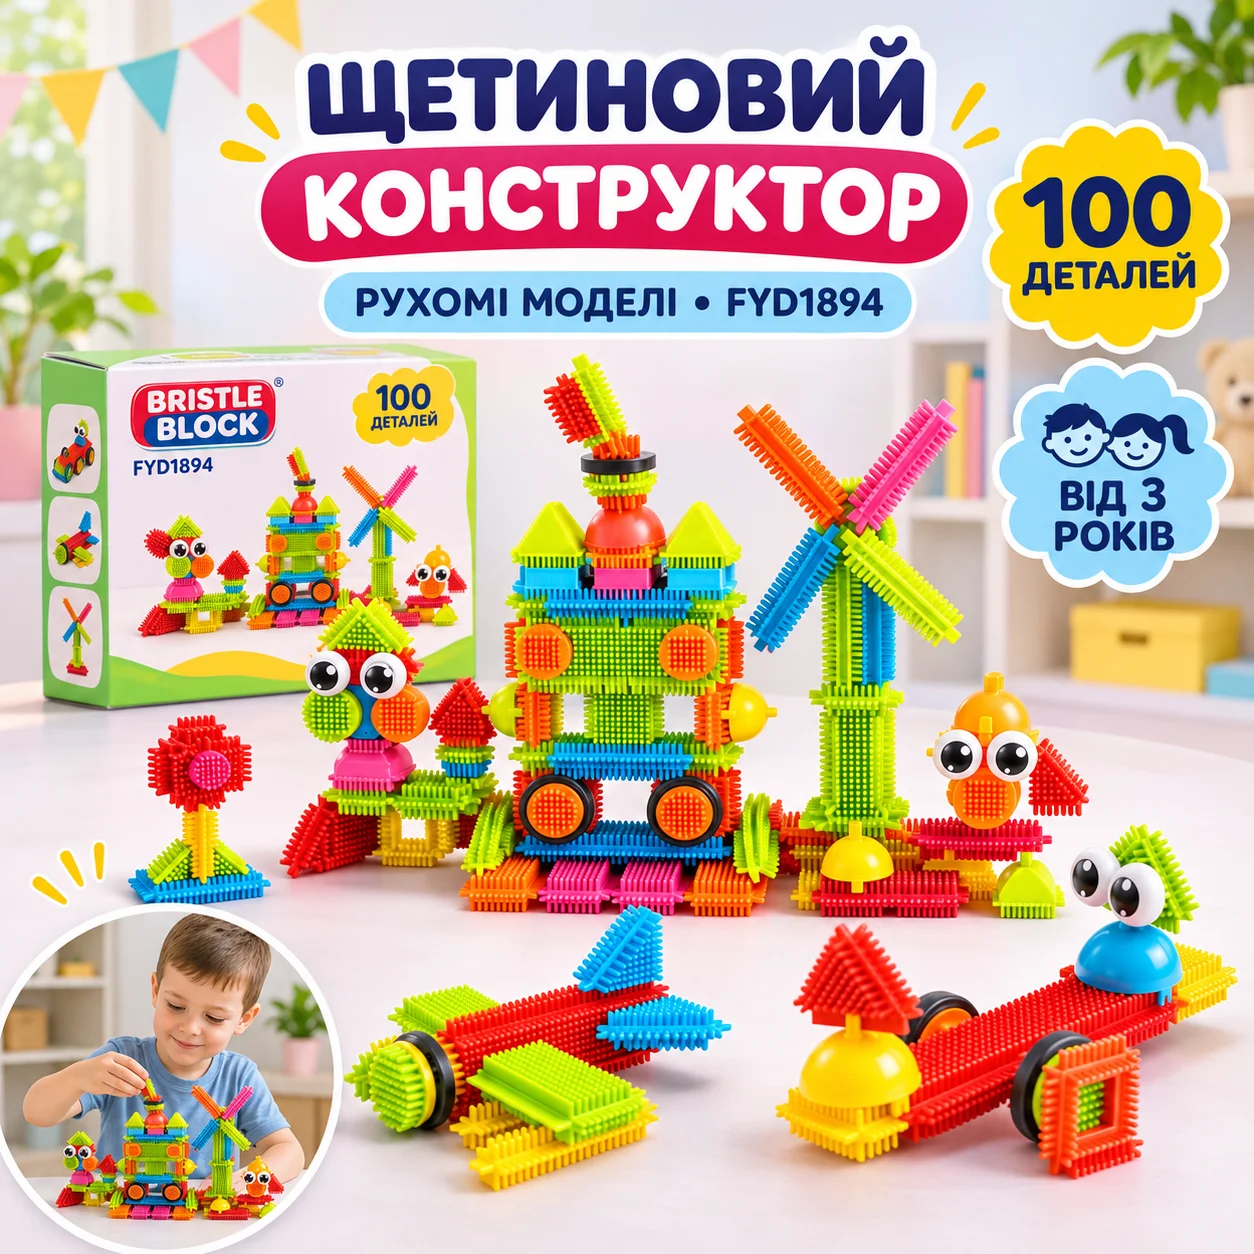 ЩЕТИНОВИЙ
КОНСТРУКТОР
РУХОМІ МОДЕЛІ • FYD1894
100
ДЕТАЛЕЙ
ВІД 3
РОКІВ
BRISTLE ®
BLOCK
FYD1894
100
ДЕТАЛЕЙ